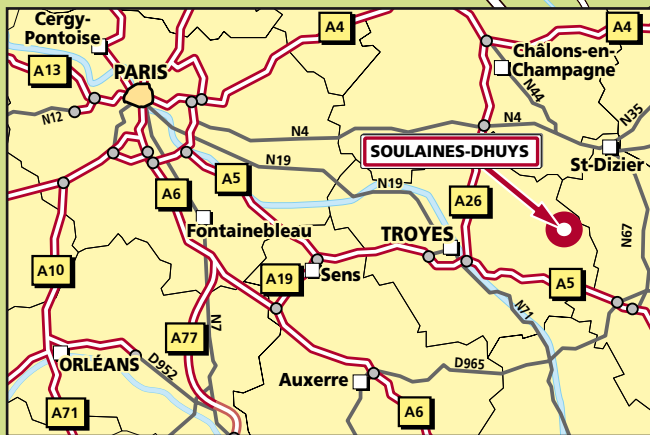 Cergy-
Pontoise
A4
A4
Châlons-en-
Champagne
A13
PARIS
N44
N12
N4
N4
N35
SOULAINES-DHUYS
N19
St-Dizier
A5
N19
A6
A26
Fontainebleau
TROYES
N67
A10
A19
Sens
A5
N71
N7
A77
ORLÉANS
D952
D965
Auxerre
A71
A6